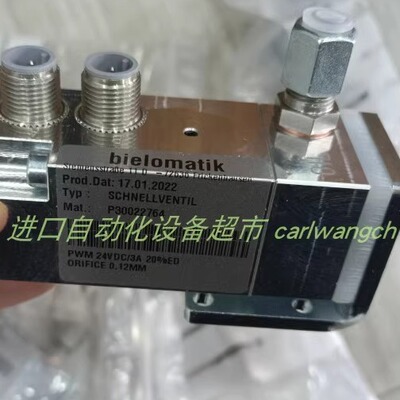 bielomatik
Prod.Dat: 17.01.2022
Typ : SCHNELLVENTIL
Mat.: P30022764
进口自动化设备超市 carlwangch
PWM 24VDC/3A 20%ED
ORIFICE 0.12MM